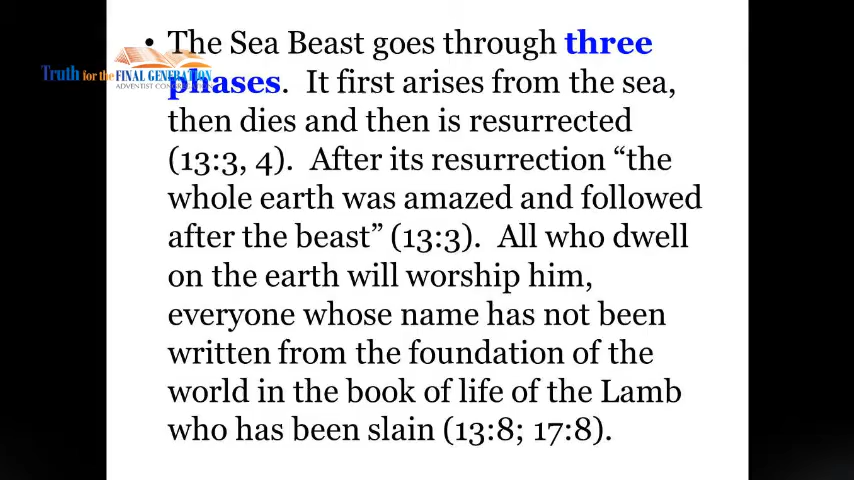 • The Sea Beast goes through three
Truth for the FINAL GENERATION
phases. It first arises from the sea,
then dies and then is resurrected
(13:3, 4). After its resurrection “the
whole earth was amazed and followed
after the beast” (13:3). All who dwell
on the earth will worship him,
everyone whose name has not been
written from the foundation of the
world in the book of life of the Lamb
who has been slain (13:8; 17:8).